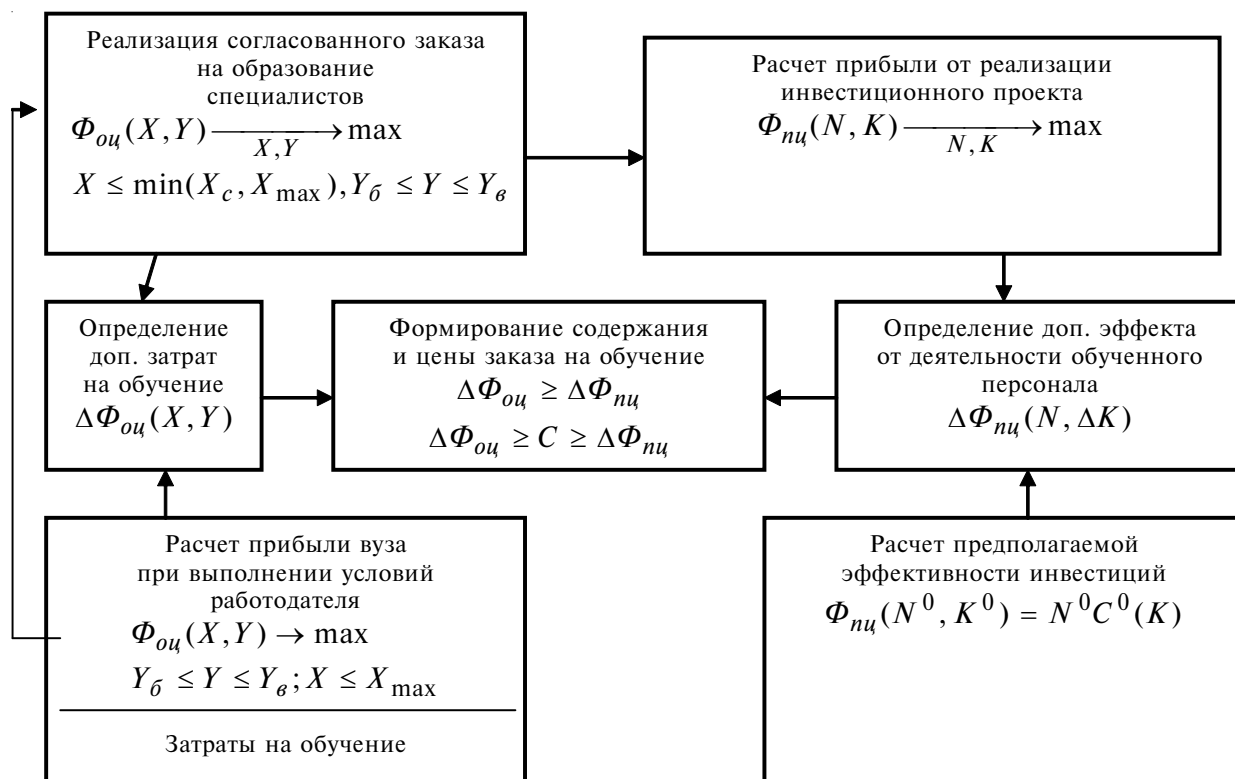 Реализация согласованного заказа
на образование
специалистов
Φоц(X,Y) → max
X,Y
X ≤ min(Xс, Xmax), Yб ≤ Y ≤ Yв
Расчет прибыли от реализации
инвестиционного проекта
Φпц(N, K) → max
N, K
Определение
доп. затрат
на обучение
ΔΦоц(X,Y)
Формирование содержания
и цены заказа на обучение
ΔΦоц ≥ ΔΦпц
ΔΦоц ≥ C ≥ ΔΦпц
Определение доп. эффекта
от деятельности обученного
персонала
ΔΦпц(N, ΔK)
Расчет прибыли вуза
при выполнении условий
работодателя
Φоц(X,Y) → max
Yб ≤ Y ≤ Yв; X ≤ Xmax
Затраты на обучение
Расчет предполагаемой
эффективности инвестиций
Φпц(N⁰, K⁰) = N⁰C⁰(K)